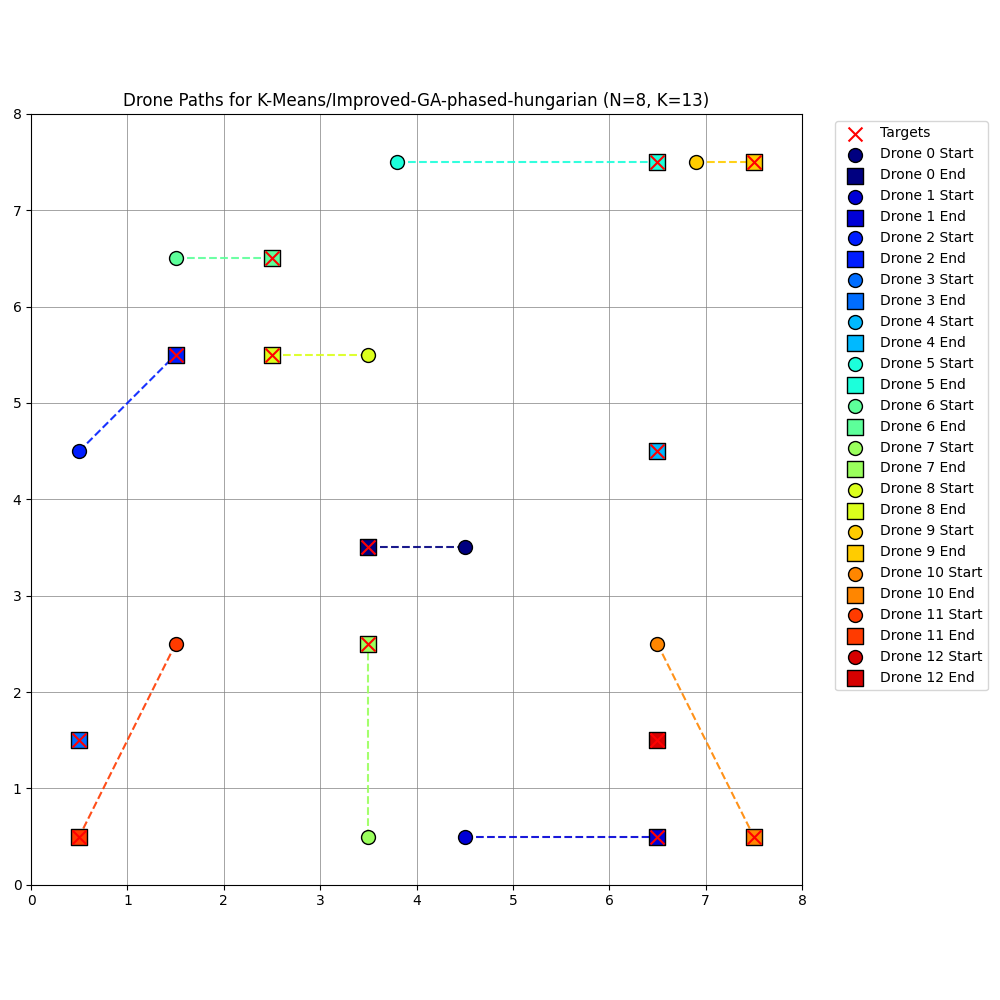 Drone Paths for K-Means/Improved-GA-phased-hungarian (N=8, K=13)
8
7
6
5
4
3
2
1
0
0 1 2 3 4 5 6 7 8
Targets
Drone 0 Start
Drone 0 End
Drone 1 Start
Drone 1 End
Drone 2 Start
Drone 2 End
Drone 3 Start
Drone 3 End
Drone 4 Start
Drone 4 End
Drone 5 Start
Drone 5 End
Drone 6 Start
Drone 6 End
Drone 7 Start
Drone 7 End
Drone 8 Start
Drone 8 End
Drone 9 Start
Drone 9 End
Drone 10 Start
Drone 10 End
Drone 11 Start
Drone 11 End
Drone 12 Start
Drone 12 End